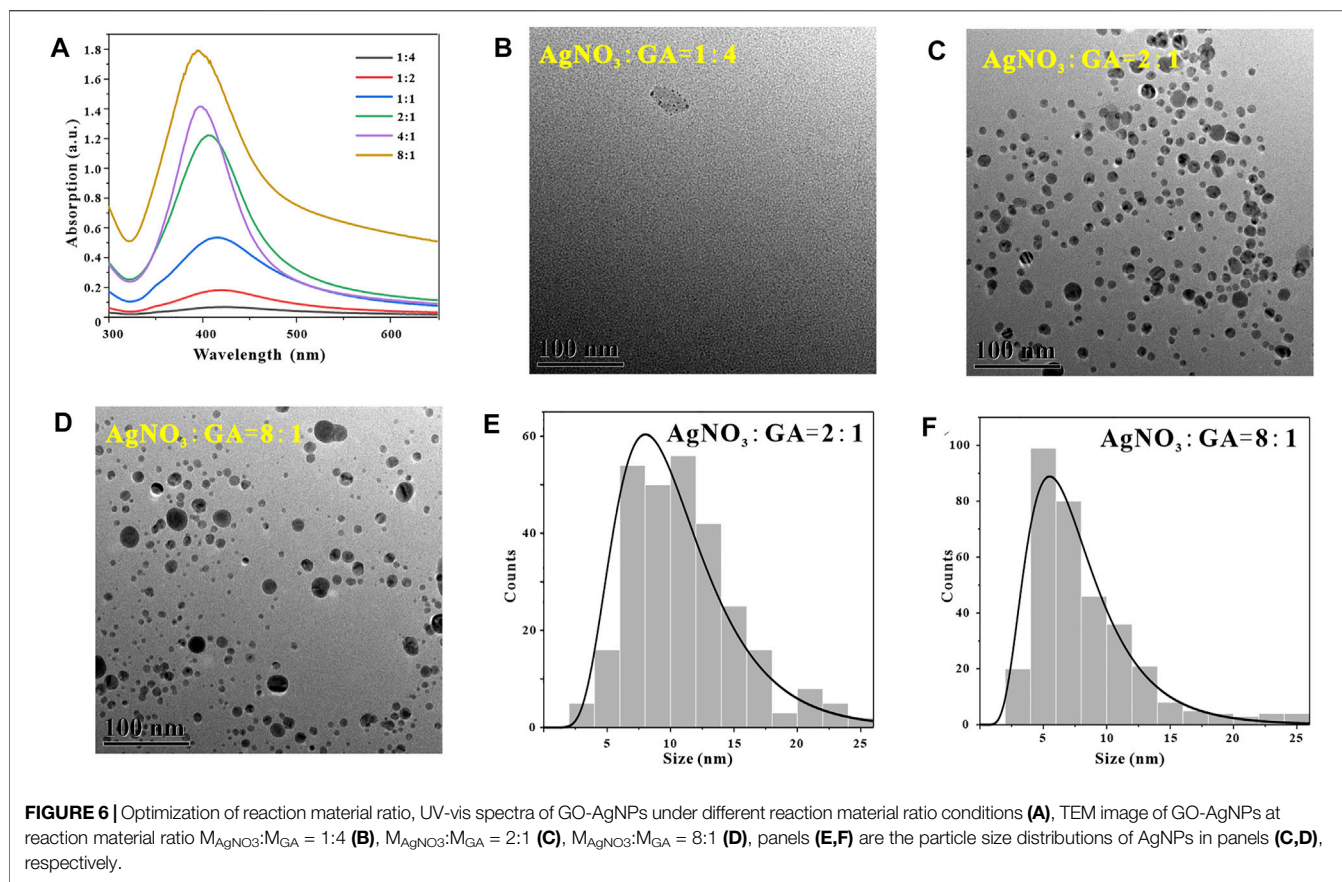 A
1.8
1.6
1.4
1.2
1.0
0.8
0.6
0.4
0.2
0
Absorption (a.u.)
300
400
500
600
Wavelength (nm)
1:4
1:2
1:1
2:1
4:1
8:1
B
AgNO₃:GA=1:4
100 nm
C
AgNO₃:GA=2:1
100 nm
D
AgNO₃:GA=8:1
100 nm
E
AgNO₃:GA=2:1
60
40
20
0
Counts
5
10
15
20
25
Size (nm)
F
AgNO₃:GA=8:1
100
80
60
40
20
0
Counts
5
10
15
20
25
Size (nm)
FIGURE 6 | Optimization of reaction material ratio, UV-vis spectra of GO-AgNPs under different reaction material ratio conditions (A), TEM image of GO-AgNPs at
reaction material ratio M_AgNO3:M_GA = 1:4 (B), M_AgNO3:M_GA = 2:1 (C), M_AgNO3:M_GA = 8:1 (D), panels (E,F) are the particle size distributions of AgNPs in panels (C,D),
respectively.